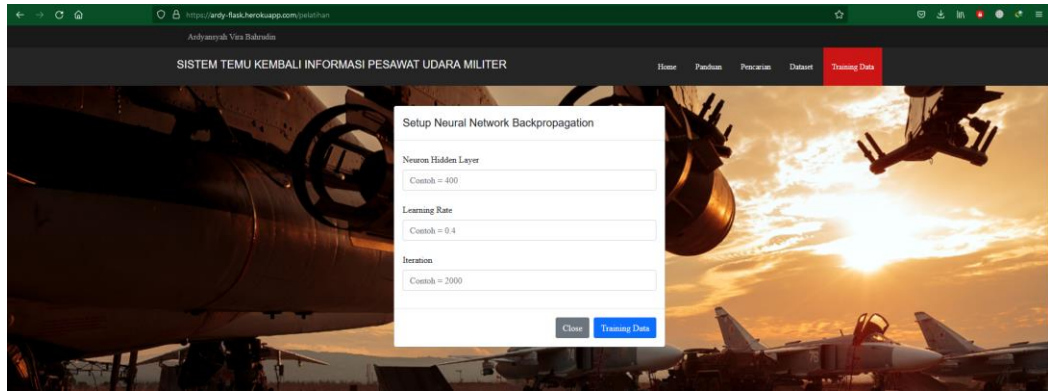 https://ardy-flask.herokuapp.com/pelatihan
Ardyansyah Vira Bahrudin
SISTEM TEMU KEMBALI INFORMASI PESAWAT UDARA MILITER
Home Panduan Pencarian Dataset Training Data
Setup Neural Network Backpropagation
Neuron Hidden Layer
Contoh = 400
Learning Rate
Contoh = 0.4
Iteration
Contoh = 2000
Close Training Data